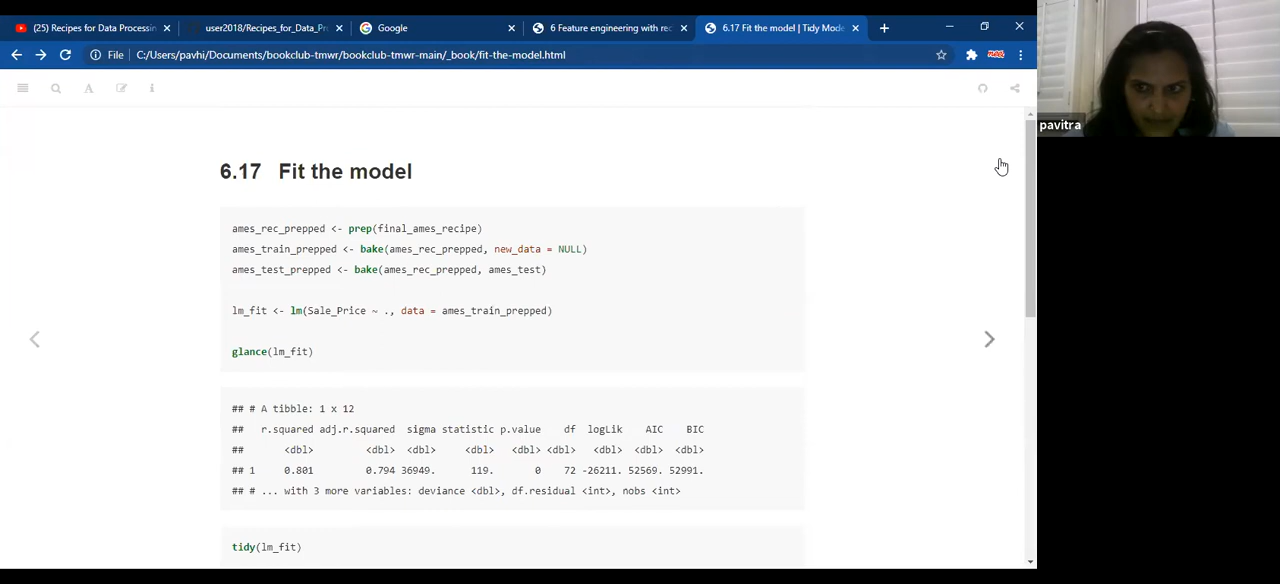 (25) Recipes for Data Processin
user2018/Recipes_for_Data_Pr
Google
6 Feature engineering with rec
6.17 Fit the model | Tidy Mode
File
C:/Users/pavhi/Documents/bookclub-tmwr/bookclub-tmwr-main/_book/fit-the-model.html
pavitra
6.17 Fit the model
ames_rec_prepped <- prep(final_ames_recipe)
ames_train_prepped <- bake(ames_rec_prepped, new_data = NULL)
ames_test_prepped <- bake(ames_rec_prepped, ames_test)
lm_fit <- lm(Sale_Price ~ ., data = ames_train_prepped)
glance(lm_fit)
## # A tibble: 1 x 12
## r.squared adj.r.squared sigma statistic p.value df logLik AIC BIC
## <dbl> <dbl> <dbl> <dbl> <dbl> <dbl> <dbl> <dbl> <dbl>
## 1 0.801 0.794 36949. 119. 0 72 -26211. 52569. 52991.
## # ... with 3 more variables: deviance <dbl>, df.residual <int>, nobs <int>
tidy(lm_fit)